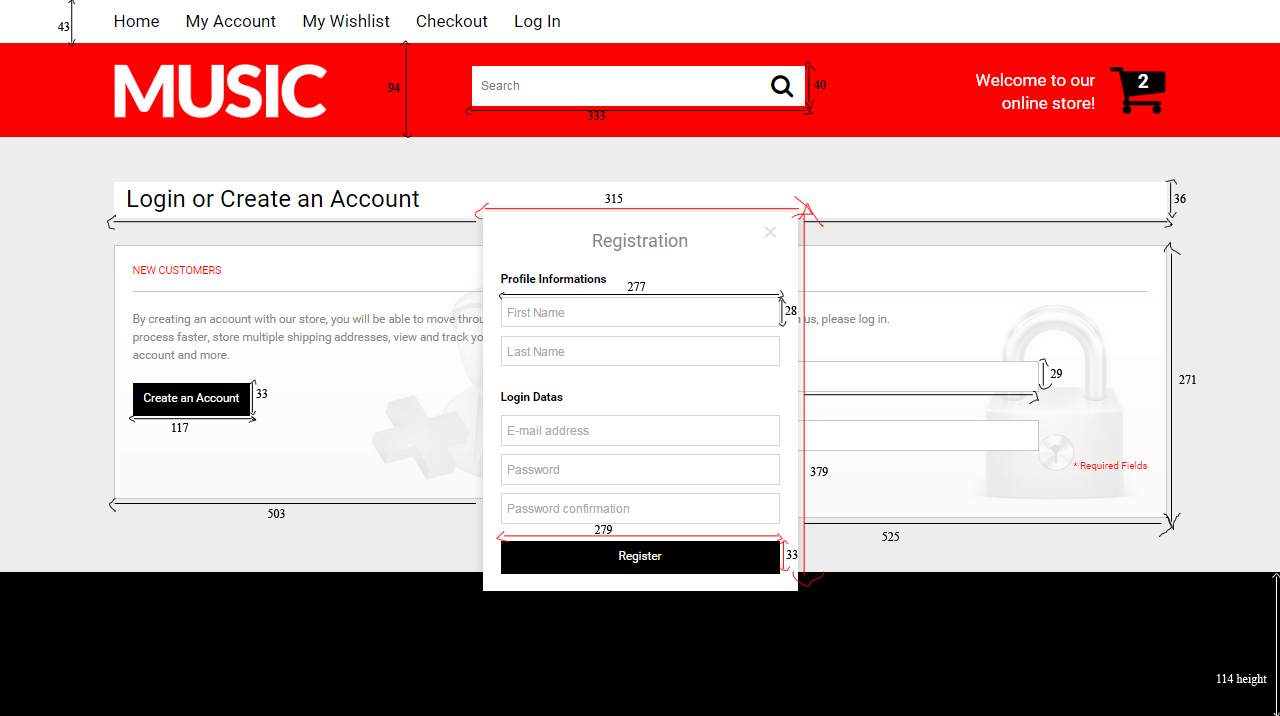 43
Home My Account My Wishlist Checkout Log In
MUSIC
94
Search
40
333
Welcome to our
online store!
2
Login or Create an Account
36
315
Registration
×
NEW CUSTOMERS
By creating an account with our store, you will be able to move throu
process faster, store multiple shipping addresses, view and track yo
account and more.
Create an Account
33
117
503
Profile Informations
277
First Name
28
Last Name
Login Datas
E-mail address
Password
Password confirmation
279
Register
33
us, please log in.
29
271
* Required Fields
379
525
114 height